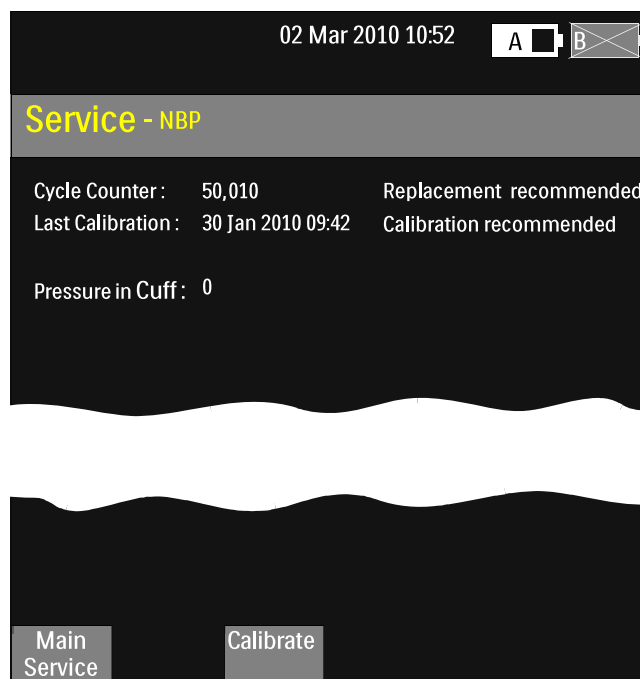 02 Mar 2010 10:52 A B
Service - NBP
Cycle Counter : 50,010 Replacement recommended
Last Calibration : 30 Jan 2010 09:42 Calibration recommended
Pressure in Cuff : 0
Main Calibrate
Service